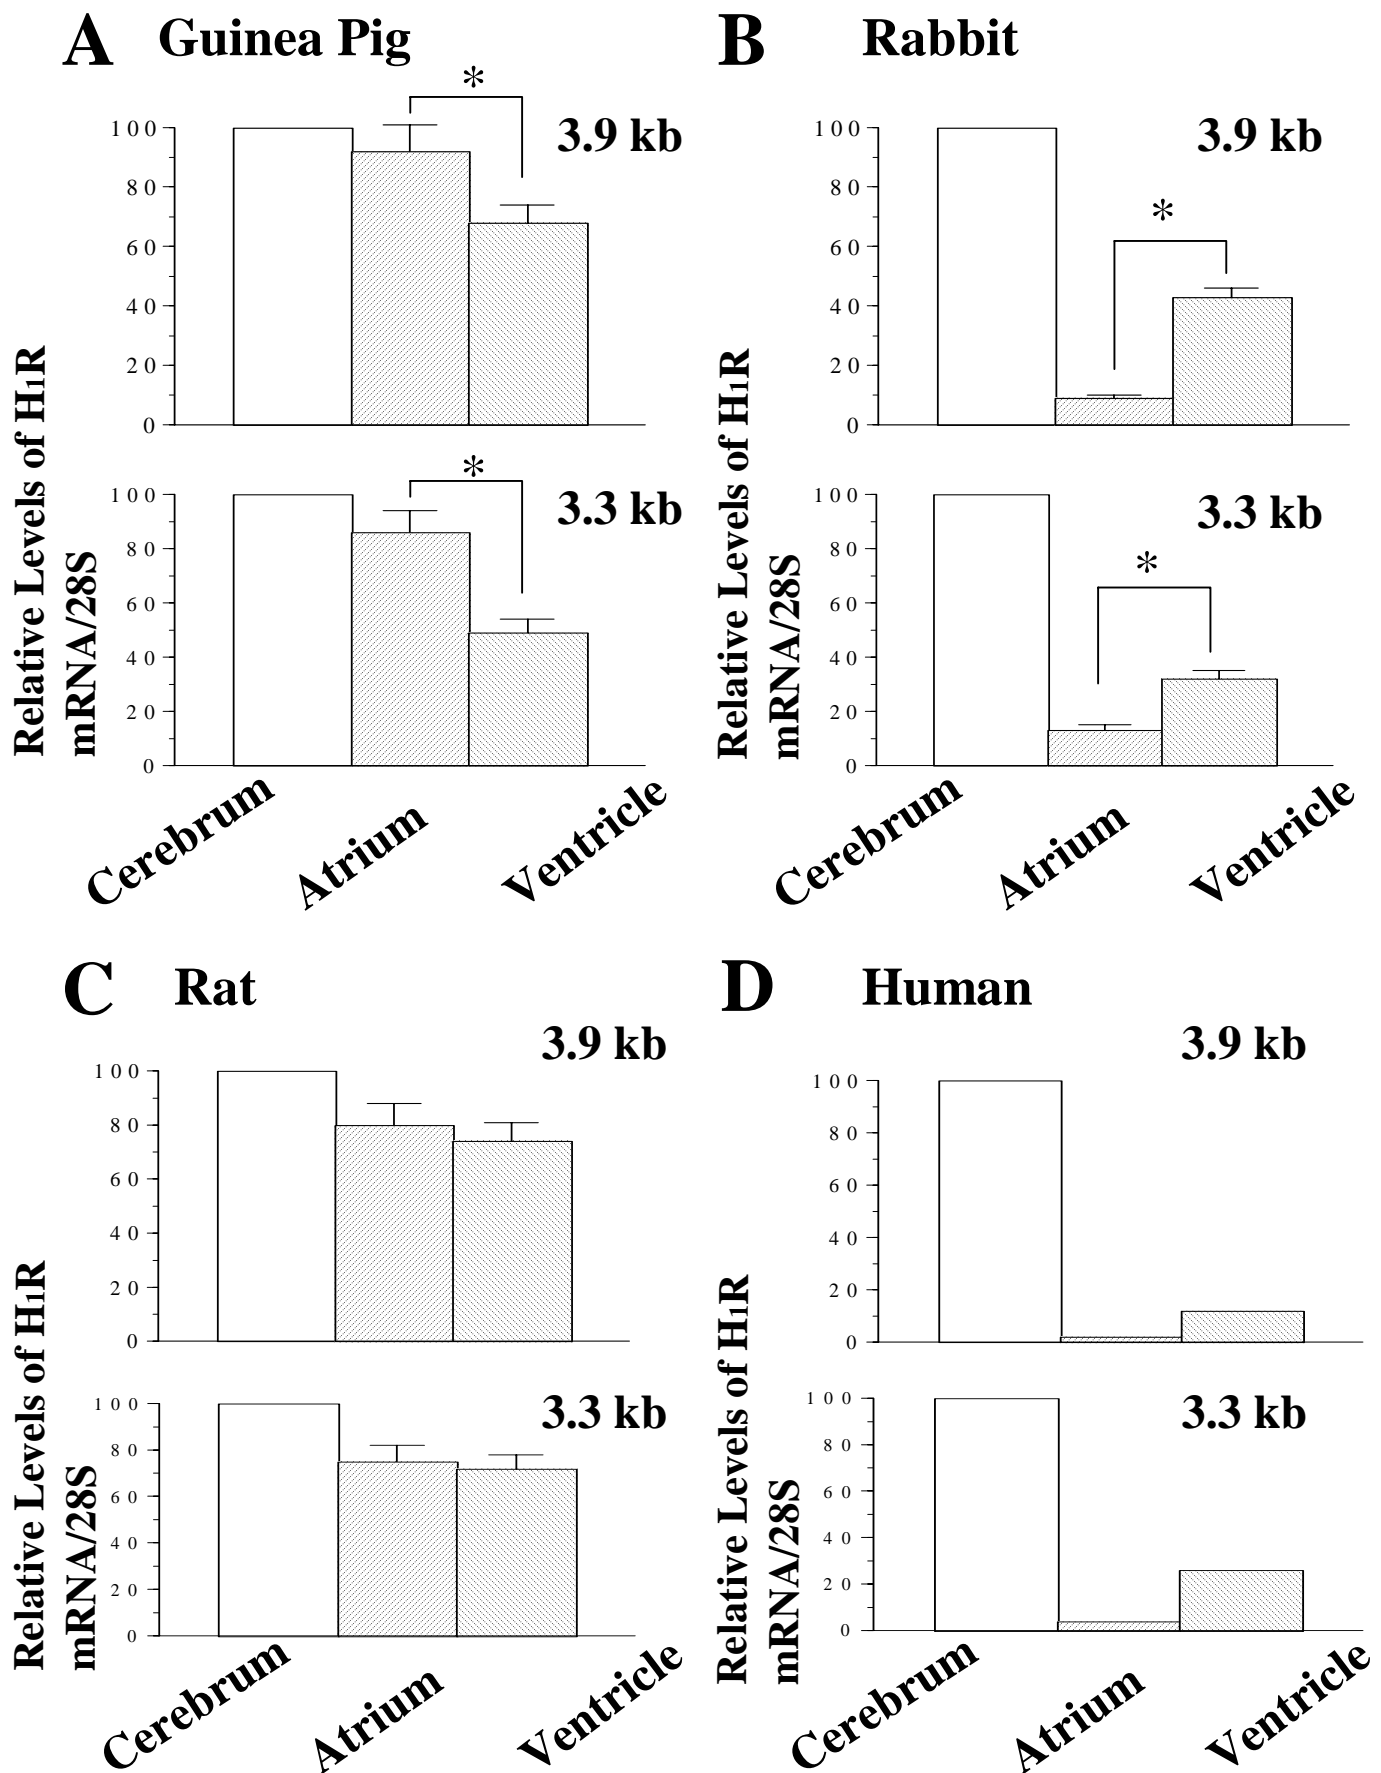 A Guinea Pig
*
3.9 kb
100
80
60
40
20
0
*
3.3 kb
100
80
60
40
20
0
Relative Levels of H1R
mRNA/28S
Cerebrum
Atrium
Ventricle
B Rabbit
3.9 kb
*
100
80
60
40
20
0
3.3 kb
*
100
80
60
40
20
0
Relative Levels of H1R
mRNA/28S
Cerebrum
Atrium
Ventricle
C Rat
3.9 kb
100
80
60
40
20
0
3.3 kb
100
80
60
40
20
0
Relative Levels of H1R
mRNA/28S
Cerebrum
Atrium
Ventricle
D Human
3.9 kb
100
80
60
40
20
0
3.3 kb
100
80
60
40
20
0
Relative Levels of H1R
mRNA/28S
Cerebrum
Atrium
Ventricle